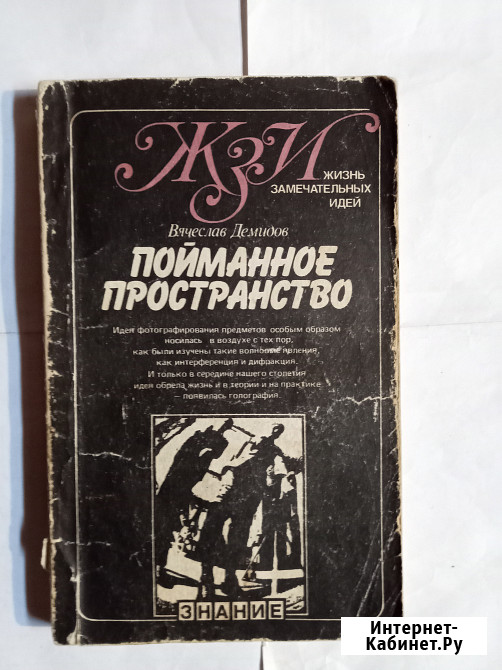 ЖЗИ
ЖИЗНЬ
ЗАМЕЧАТЕЛЬНЫХ
ИДЕЙ
Вячеслав Демидов
ПОЙМАННОЕ
ПРОСТРАНСТВО
Идея фотографирования предметов особым образом
носилась в воздухе с тех пор,
как были изучены такие волновые явления,
как интерференция и дифракция.
И только в середине нашего столетия
идея обрела жизнь и в теории и на практике
— появилась голография.
ЗНАНИЕ
Интернет-
Кабинет.Ру